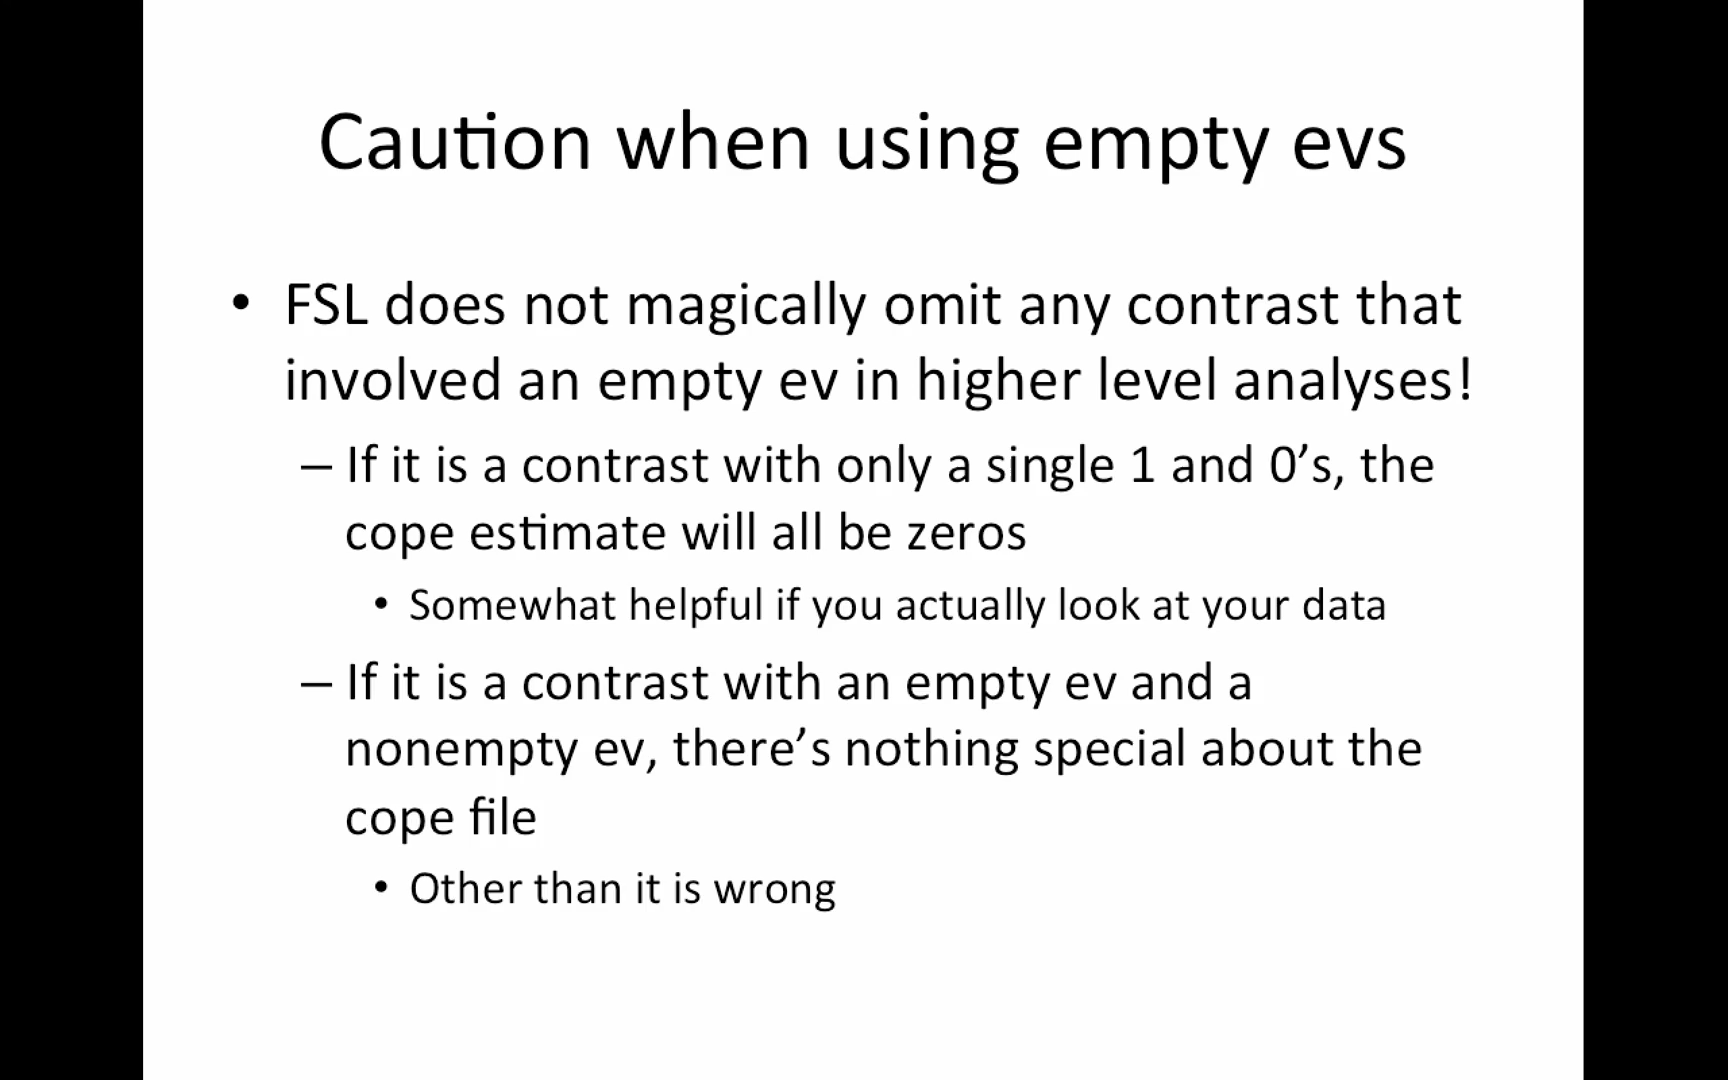 Caution when using empty evs
• FSL does not magically omit any contrast that
involved an empty ev in higher level analyses!
– If it is a contrast with only a single 1 and 0’s, the
cope estimate will all be zeros
• Somewhat helpful if you actually look at your data
– If it is a contrast with an empty ev and a
nonempty ev, there’s nothing special about the
cope file
• Other than it is wrong